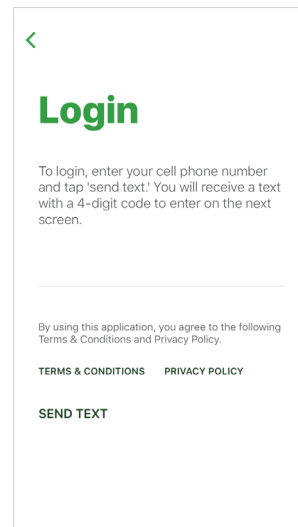 Login
To login, enter your cell phone number
and tap 'send text.' You will receive a text
with a 4-digit code to enter on the next
screen.
By using this application, you agree to the following
Terms & Conditions and Privacy Policy.
TERMS & CONDITIONS PRIVACY POLICY
SEND TEXT